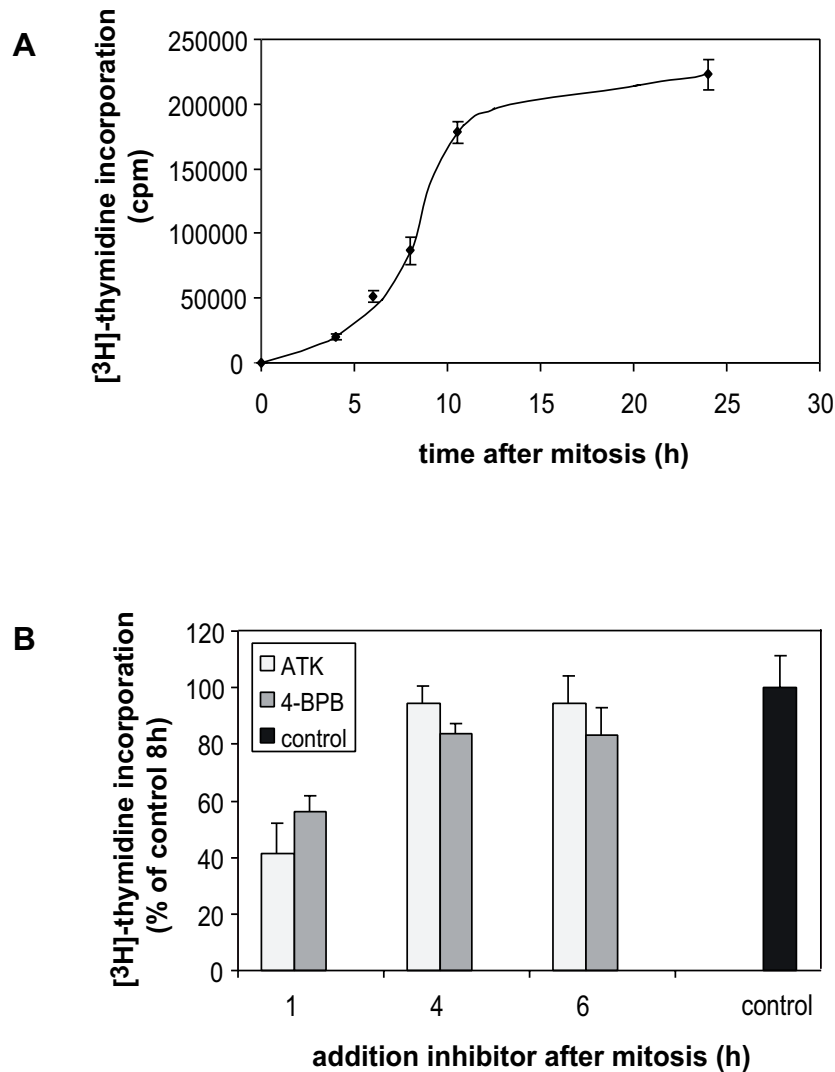 A
[³H]-thymidine incorporation
(cpm)
250000
200000
150000
100000
50000
0
0 5 10 15 20 25 30
time after mitosis (h)
B
[³H]-thymidine incorporation
(% of control 8h)
120
100
80
60
40
20
0
ATK
4-BPB
control
1 4 6 control
addition inhibitor after mitosis (h)